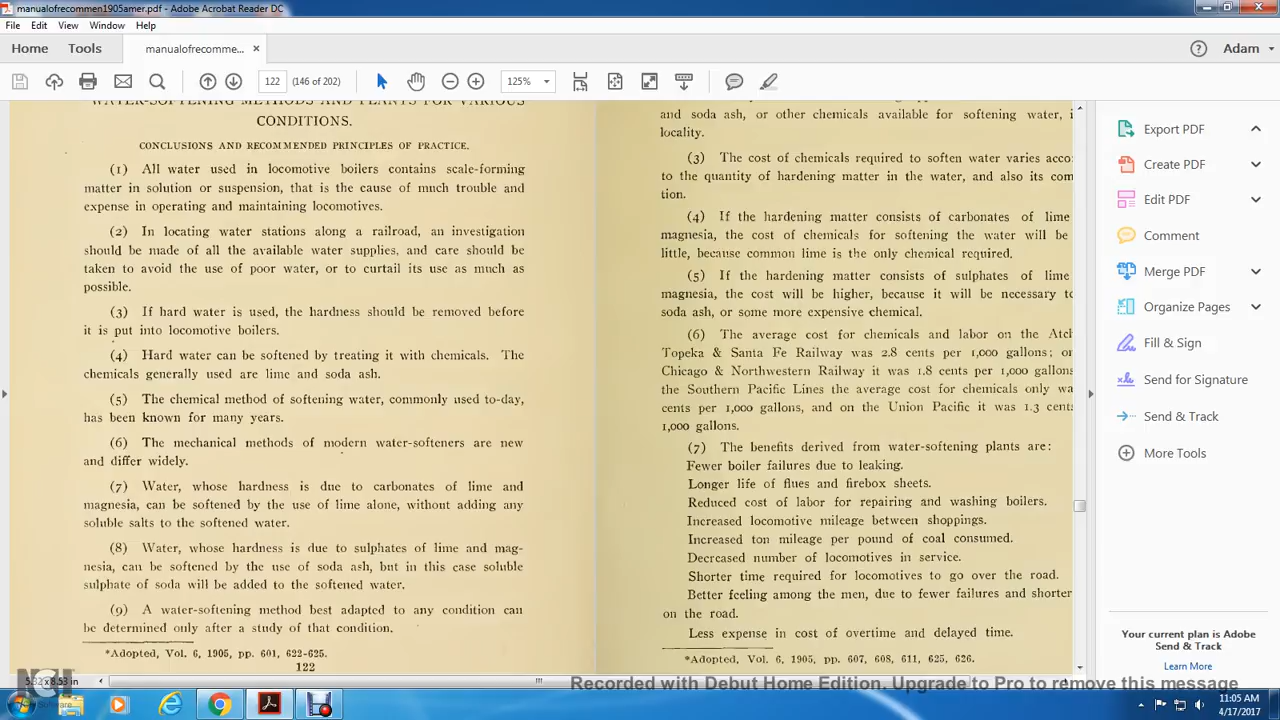 manualofrecommen1905amer.pdf - Adobe Acrobat Reader DC
File Edit View Window Help
Home Tools manualofrecomme... ×
Adam
122 (146 of 202) 125%
WATER-SOFTENING METHODS AND PLANTS FOR VARIOUS
CONDITIONS.
CONCLUSIONS AND RECOMMENDED PRINCIPLES OF PRACTICE.
(1) All water used in locomotive boilers contains scale-forming
matter in solution or suspension, that is the cause of much trouble and
expense in operating and maintaining locomotives.
(2) In locating water stations along a railroad, an investigation
should be made of all the available water supplies, and care should be
taken to avoid the use of poor water, or to curtail its use as much as
possible.
(3) If hard water is used, the hardness should be removed before
it is put into locomotive boilers.
(4) Hard water can be softened by treating it with chemicals. The
chemicals generally used are lime and soda ash.
(5) The chemical method of softening water, commonly used to-day,
has been known for many years.
(6) The mechanical methods of modern water-softeners are new
and differ widely.
(7) Water, whose hardness is due to carbonates of lime and
magnesia, can be softened by the use of lime alone, without adding any
soluble salts to the softened water.
(8) Water, whose hardness is due to sulphates of lime and mag-
nesia, can be softened by the use of soda ash, but in this case soluble
sulphate of soda will be added to the softened water.
(9) A water-softening method best adapted to any condition can
be determined only after a study of that condition.
*Adopted, Vol. 6, 1905, pp. 601, 622-625.
122
and soda ash, or other chemicals available for softening water, i
locality.
(3) The cost of chemicals required to soften water varies acco
to the quantity of hardening matter in the water, and also its com
tion.
(4) If the hardening matter consists of carbonates of lime
magnesia, the cost of chemicals for softening the water will be
little, because common lime is the only chemical required.
(5) If the hardening matter consists of sulphates of lime
magnesia, the cost will be higher, because it will be necessary to
soda ash, or some more expensive chemical.
(6) The average cost for chemicals and labor on the Atch
Topeka & Santa Fe Railway was 2.8 cents per 1,000 gallons; on
Chicago & Northwestern Railway it was 1.8 cents per 1,000 gallons
the Southern Pacific Lines the average cost for chemicals only wa
cents per 1,000 gallons, and on the Union Pacific it was 1.3 cents
1,000 gallons.
(7) The benefits derived from water-softening plants are:
Fewer boiler failures due to leaking.
Longer life of flues and firebox sheets.
Reduced cost of labor for repairing and washing boilers.
Increased locomotive mileage between shoppings.
Increased ton mileage per pound of coal consumed.
Decreased number of locomotives in service.
Shorter time required for locomotives to go over the road.
Better feeling among the men, due to fewer failures and shorter
on the road.
Less expense in cost of overtime and delayed time.
*Adopted, Vol. 6, 1905, pp. 607, 608, 611, 625, 626.
Export PDF
Create PDF
Edit PDF
Comment
Merge PDF
Organize Pages
Fill & Sign
Send for Signature
Send & Track
More Tools
Your current plan is Adobe
Send & Track
Learn More
5.32 x 8.53 in
NCH
Software
Recorded with Debut Home Edition. Upgrade to Pro to remove this message
11:05 AM
4/17/2017